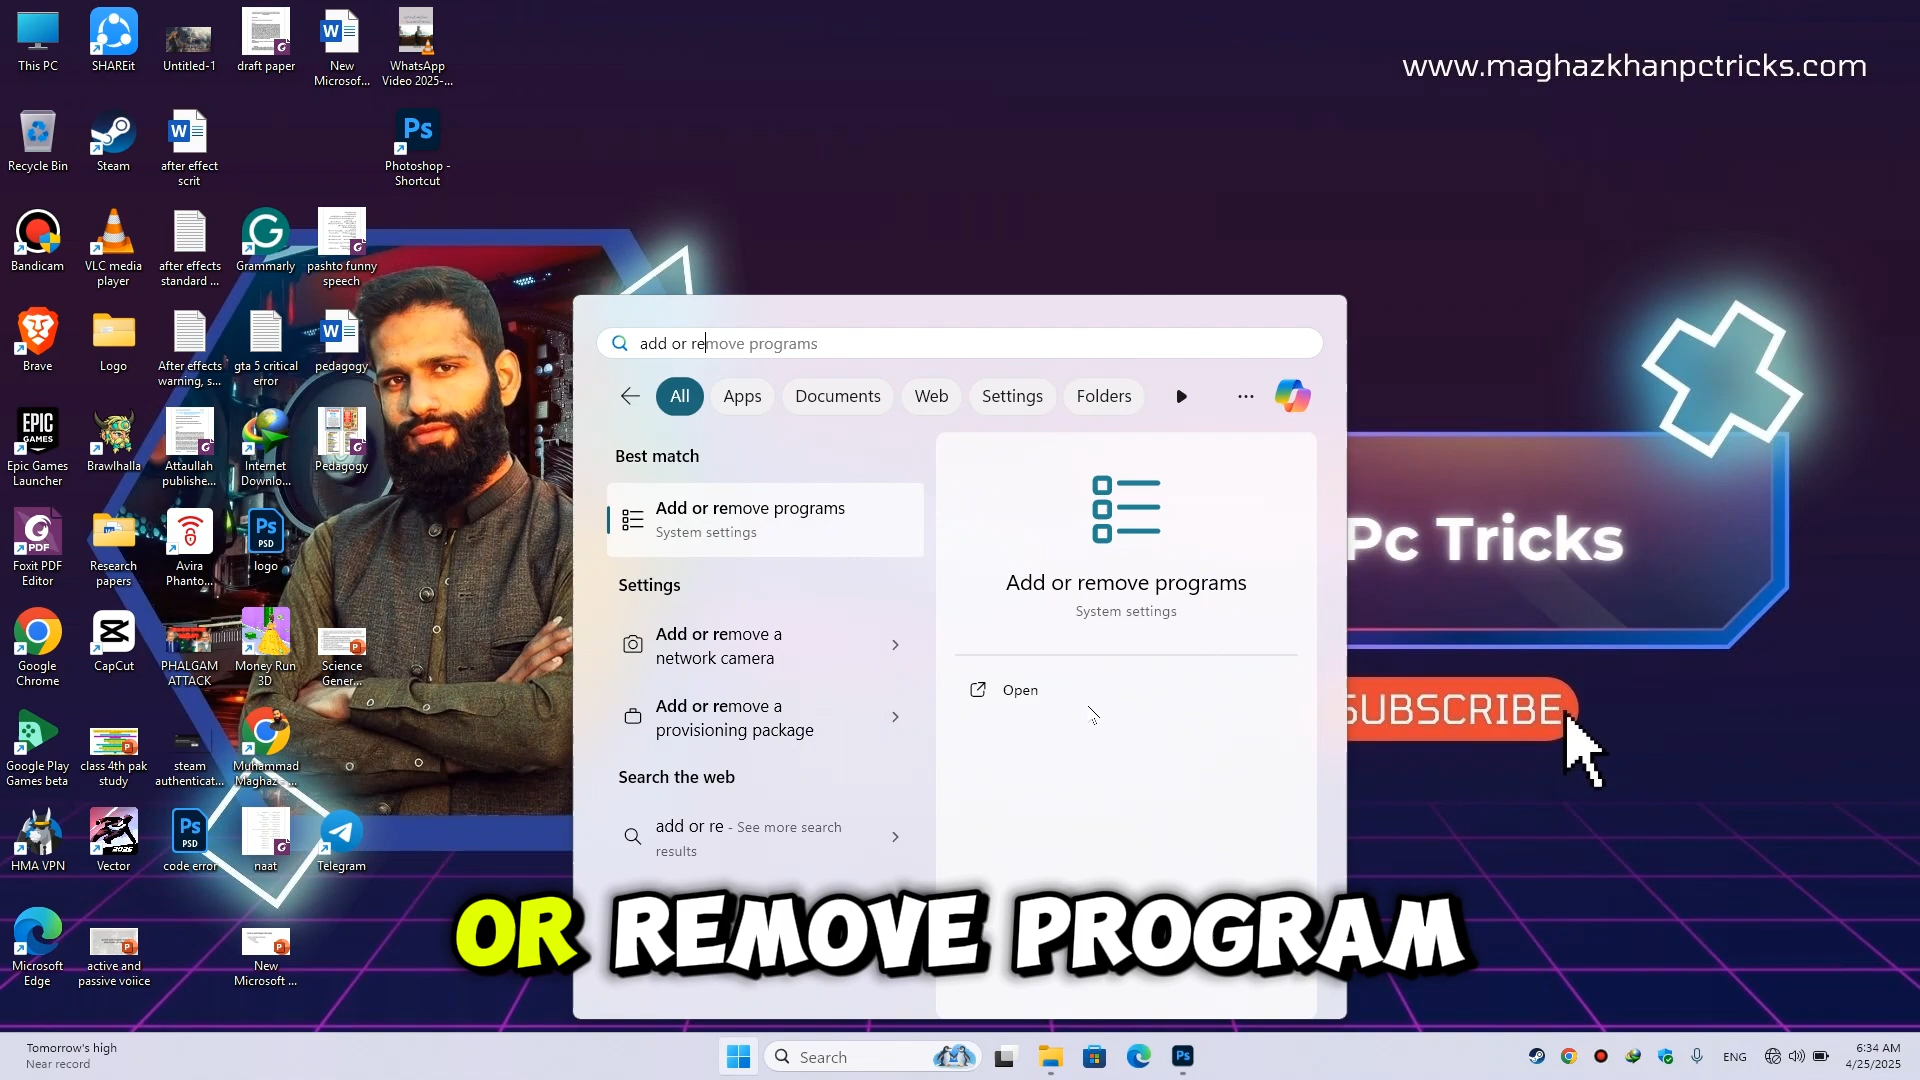 www.maghazkhanpctricks.com
This PC
SHAREit
Untitled-1
draft paper
New
Microsof...
WhatsApp
Video 2025-...
Recycle Bin
Steam
after effect
scrit
Photoshop -
Shortcut
Bandicam
VLC media
player
after effects
standard ...
Grammarly
pashto funny
speech
Brave
Logo
After effects
warning, s...
gta 5 critical
error
pedagogy
Epic Games
Launcher
Brawlhalla
Attaullah
publishe...
Internet
Downlo...
Pedagogy
Foxit PDF
Editor
Research
papers
Avira
Phanto...
logo
Google
Chrome
CapCut
PHALGAM
ATTACK
Money Run
3D
Science
Gener...
Google Play
Games beta
class 4th pak
study
steam
authenticat...
Muhammad
Maghaz - ...
HMA VPN
Vector
code error
naat
Telegram
Microsoft
Edge
active and
passive voiice
New
Microsoft ...
add or remove programs
All
Apps
Documents
Web
Settings
Folders
Best match
Add or remove programs
System settings
Settings
Add or remove a
network camera
Add or remove a
provisioning package
Search the web
add or re - See more search
results
Add or remove programs
System settings
Open
Pc Tricks
SUBSCRIBE
OR REMOVE PROGRAM
Tomorrow's high
Near record
Search
ENG
6:34 AM
4/25/2025